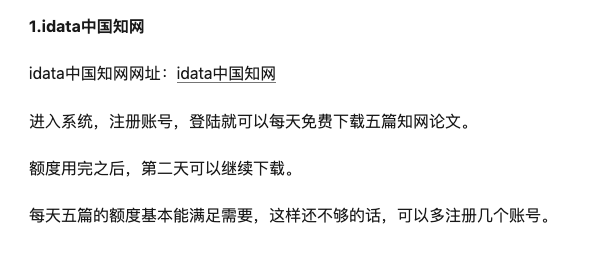 1.idata中国知网
idata中国知网网址：idata中国知网
进入系统，注册账号，登陆就可以每天免费下载五篇知网论文。
额度用完之后，第二天可以继续下载。
每天五篇的额度基本能满足需要，这样还不够的话，可以多注册几个账号。